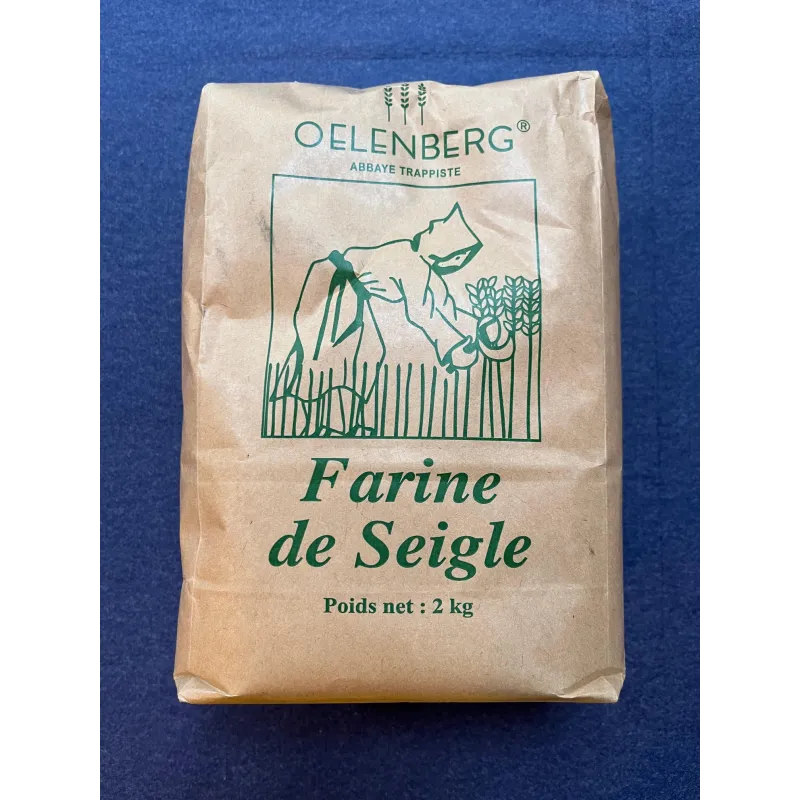 OELENBERG®
ABBAYE TRAPPISTE
Farine
de Seigle
Poids net : 2 kg